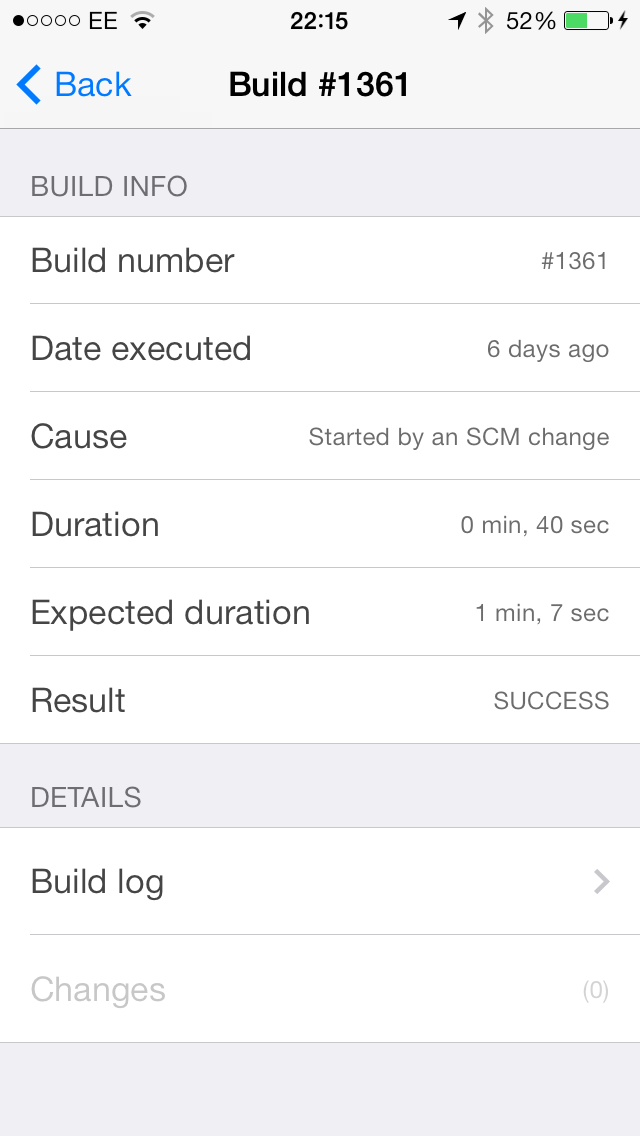 EE 22:15 52%
Back Build #1361
BUILD INFO
Build number #1361
Date executed 6 days ago
Cause Started by an SCM change
Duration 0 min, 40 sec
Expected duration 1 min, 7 sec
Result SUCCESS
DETAILS
Build log
Changes (0)